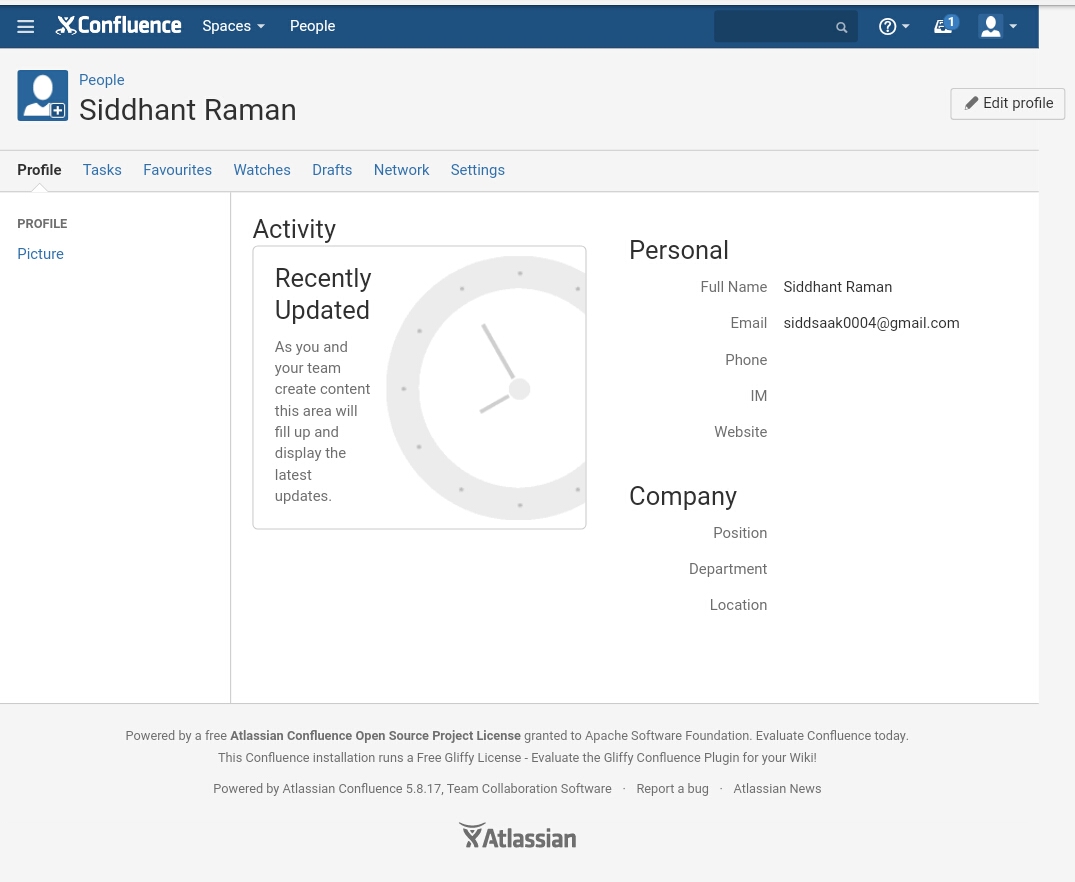 Confluence Spaces People 1
People
Siddhant Raman
Edit profile
Profile Tasks Favourites Watches Drafts Network Settings
PROFILE
Picture
Activity
Recently
Updated
As you and
your team
create content
this area will
fill up and
display the
latest
updates.
Personal
Full Name Siddhant Raman
Email siddsaak0004@gmail.com
Phone
IM
Website
Company
Position
Department
Location
Powered by a free Atlassian Confluence Open Source Project License granted to Apache Software Foundation. Evaluate Confluence today.
This Confluence installation runs a Free Gliffy License - Evaluate the Gliffy Confluence Plugin for your Wiki!
Powered by Atlassian Confluence 5.8.17, Team Collaboration Software · Report a bug · Atlassian News
Atlassian